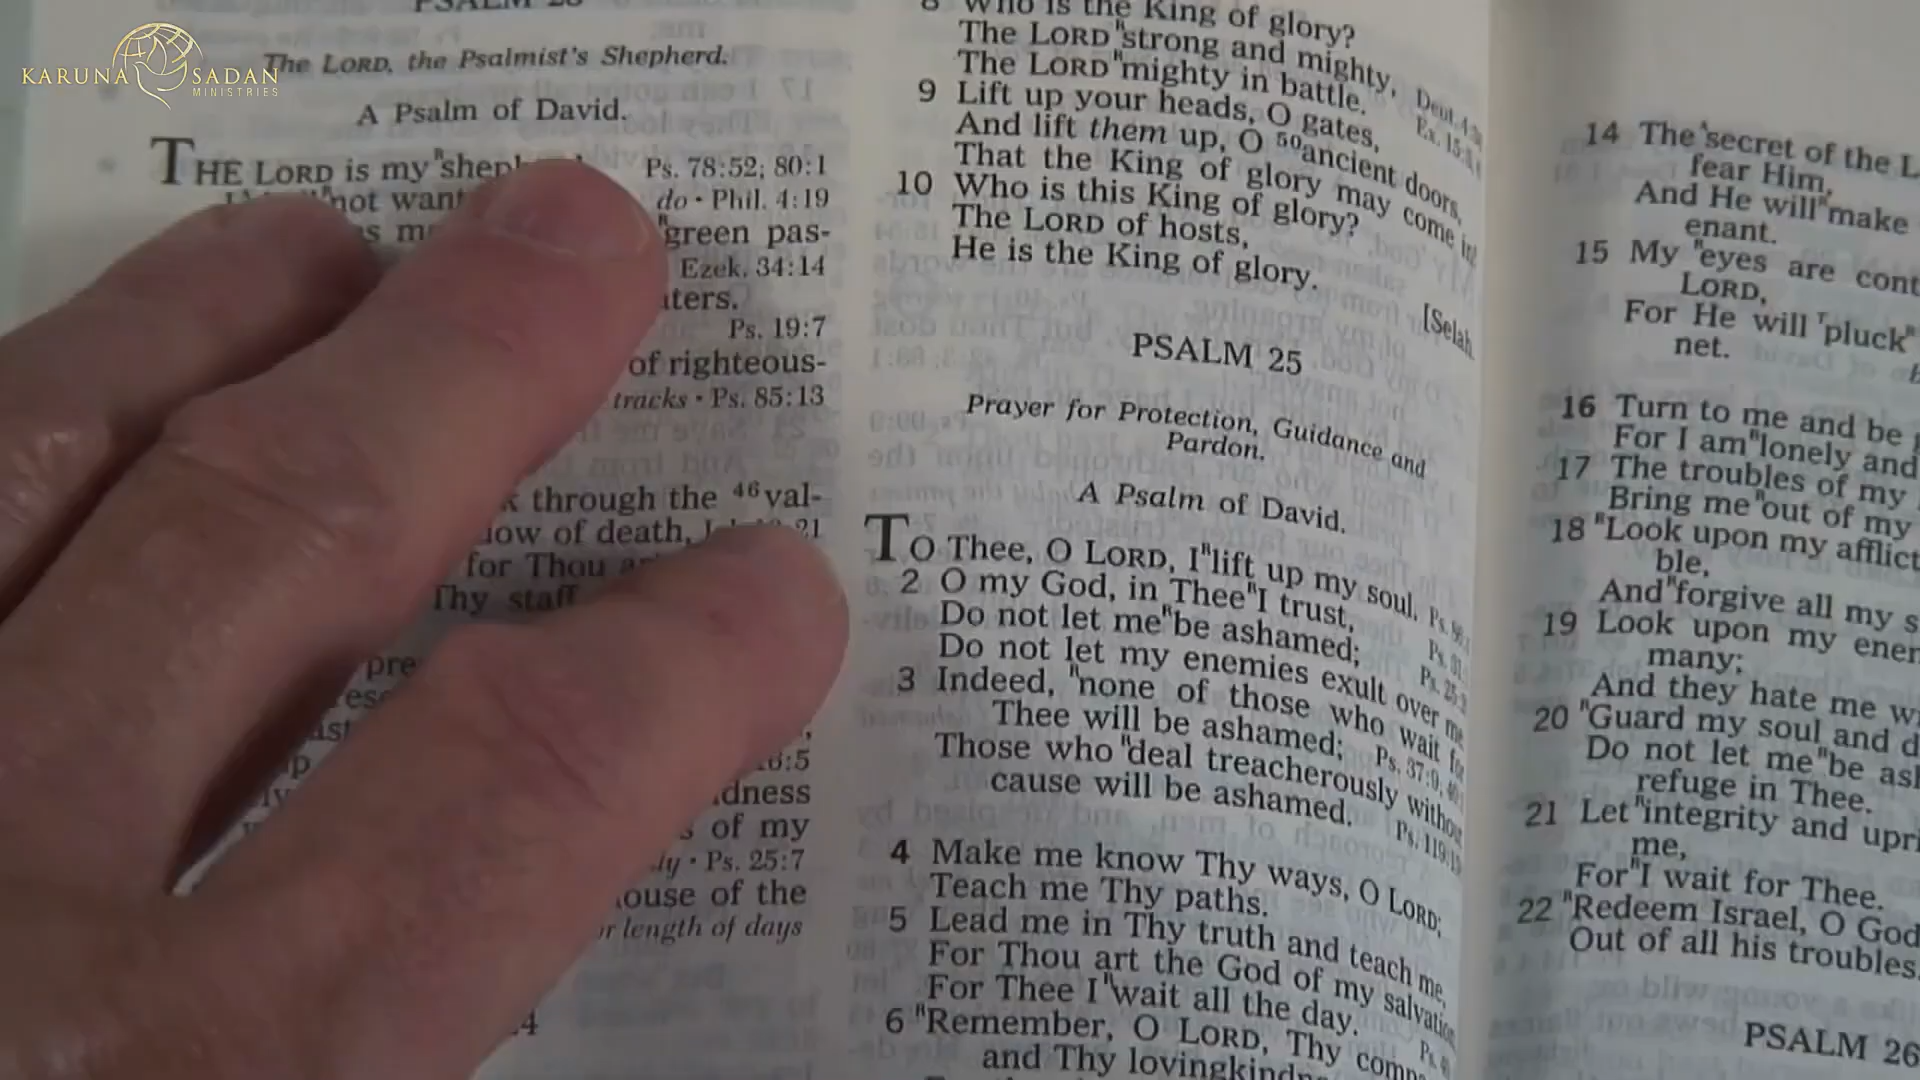 KARUNA SADAN
MINISTRIES
The LORD, the Psalmist's Shepherd.
A Psalm of David.
THE LORD is my "
Ps. 78:52; 80:1
not want
do • Phil. 4:19
"green pas-
Ezek. 34:14
Ps. 19:7
of righteous-
tracks • Ps. 85:13
through the 46val-
of death,
for Thou
Thy staff
of my
Ps. 25:7
of the
length of days
8 Who is the King of glory?
The LORD "strong and mighty,
The LORD "mighty in battle.
9 Lift up your heads, O gates,
And lift them up, O 50ancient doors,
That the King of glory may come in!
10 Who is this King of glory?
The LORD of hosts,
He is the King of glory.
[Selah.
PSALM 25
Prayer for Protection, Guidance and
Pardon.
A Psalm of David.
TO Thee, O LORD, I "lift up my soul.
2 O my God, in Thee "I trust,
Do not let me "be ashamed;
Do not let my enemies exult over me
3 Indeed, "none of those who wait for
Thee will be ashamed;
Those who "deal treacherously without
cause will be ashamed.
4 Make me know Thy ways, O LORD;
Teach me Thy paths.
5 Lead me in Thy truth and teach me,
For Thou art the God of my salvation
For Thee I "wait all the day.
6 "Remember, O LORD, Thy
and Thy
14 The "secret of the
fear Him,
And He will "make
enant.
15 My "eyes are
LORD,
For He will "pluck"
net.
16 Turn to me and be
For I am "lonely and
17 The troubles of my
Bring me "out of my
18 "Look upon my
ble,
And "forgive all my
19 Look upon my
many;
And they hate me
20 "Guard my soul and
Do not let me "be
refuge in Thee.
21 Let "integrity and
me,
For "I wait for Thee.
22 "Redeem Israel, O God
Out of all his troubles.
PSALM 26